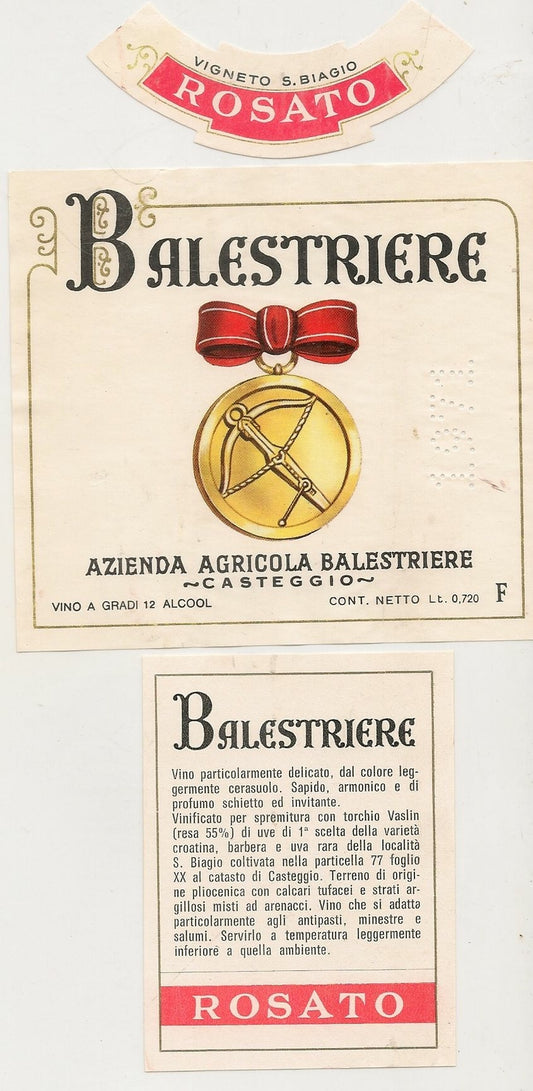 VIGNETO S. BIAGIO
ROSATO
BALESTRIERE
1971
AZIENDA AGRICOLA BALESTRIERE
~CASTEGGIO~
VINO A GRADI 12 ALCOOL
CONT. NETTO Lt. 0,720 F
BALESTRIERE
Vino particolarmente delicato, dal colore leg-
germente cerasuolo. Sapido, armonico e di
profumo schietto ed invitante.
Vinificato per spremitura con torchio Vaslin
(resa 55%) di uve di 1ª scelta della varietà
croatina, barbera e uva rara della località
S. Biagio coltivata nella particella 77 foglio
XX al catasto di Casteggio. Terreno di origi-
ne pliocenica con calcari tufacei e strati ar-
gillosi misti ad arenacci. Vino che si adatta
particolarmente agli antipasti, minestre e
salumi. Servirlo a temperatura leggermente
inferiore a quella ambiente.
ROSATO